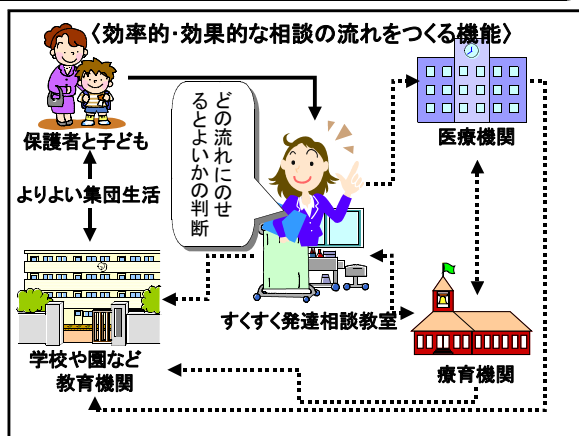 〈効率的・効果的な相談の流れをつくる機能〉
保護者と子ども
どの流れにのせ
るとよいかの判断
医療機関
よりよい集団生活
すくすく発達相談教室
学校や園など
教育機関
療育機関